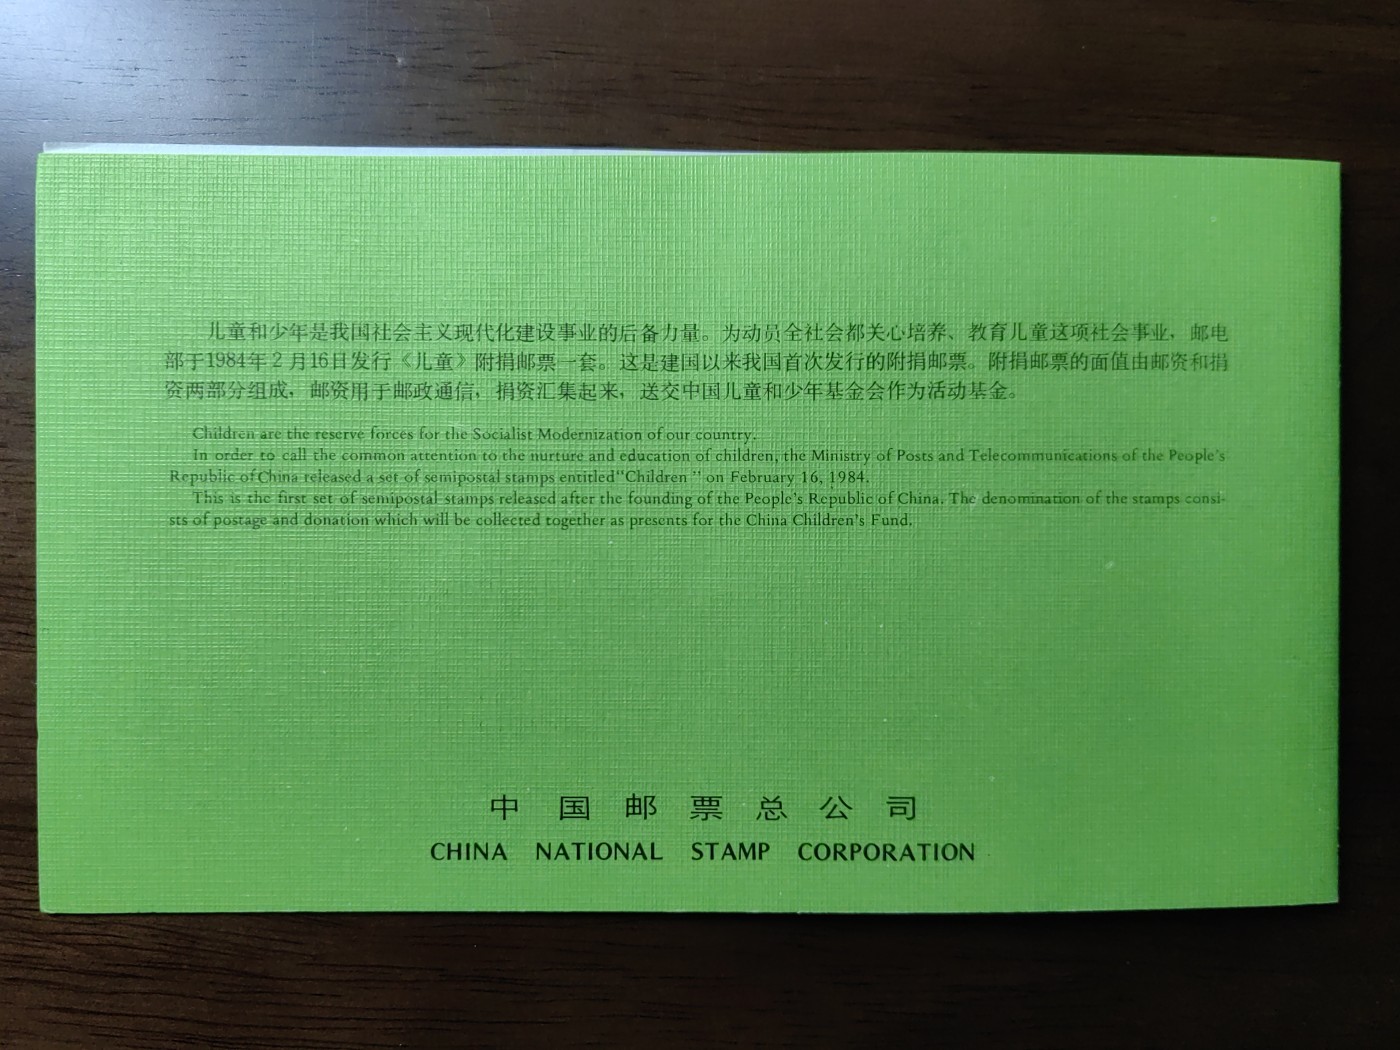 儿童和少年是我国社会主义现代化建设事业的后备力量。为动员全社会都关心培养、教育儿童这项社会事业，邮电
部于1984年2月16日发行《儿童》附捐邮票一套。这是建国以来我国首次发行的附捐邮票。附捐邮票的面值由邮资和捐
资两部分组成，邮资用于邮政通信，捐资汇集起来，送交中国儿童和少年基金会作为活动基金。
Children are the reserve forces for the Socialist Modernization of our country.
In order to call the common attention to the nurture and education of children, the Ministry of Posts and Telecommunications of the People's
Republic of China released a set of semipostal stamps entitled "Children" on February 16, 1984.
This is the first set of semipostal stamps released after the founding of the People's Republic of China. The denomination of the stamps consi-
sts of postage and donation which will be collected together as presents for the China Children's Fund.
中国邮票总公司
CHINA NATIONAL STAMP CORPORATION